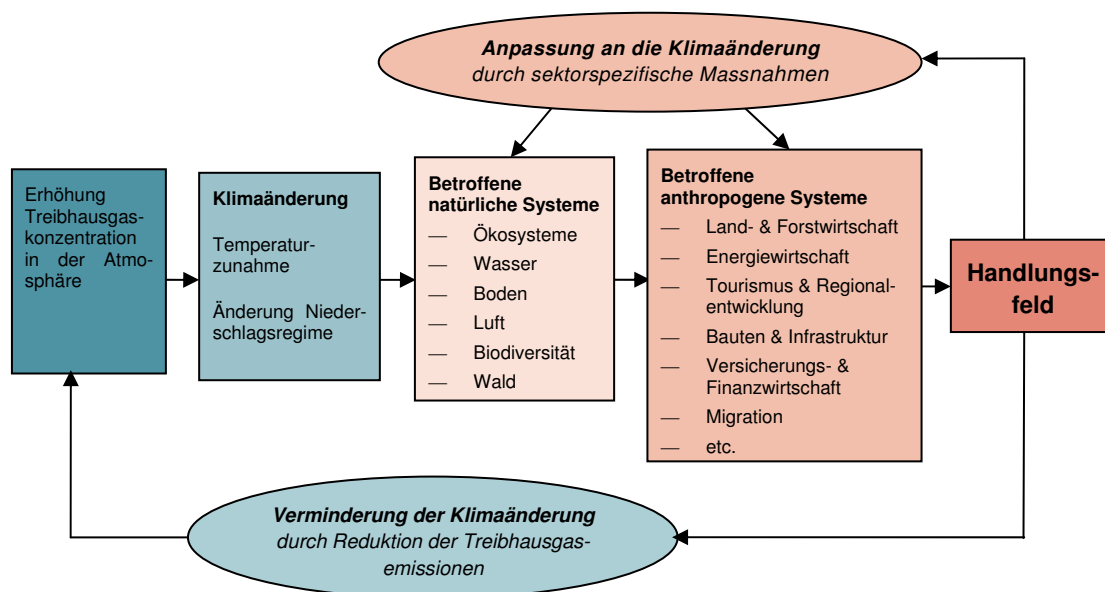 Anpassung an die Klimaänderung
durch sektorspezifische Massnahmen
Erhöhung
Treibhausgas-
konzentration
in der Atmo-
sphäre
Klimaänderung
Temperatur-
zunahme
Änderung Nieder-
schlagsregime
Betroffene
natürliche Systeme
— Ökosysteme
— Wasser
— Boden
— Luft
— Biodiversität
— Wald
Betroffene
anthropogene Systeme
— Land- & Forstwirtschaft
— Energiewirtschaft
— Tourismus & Regional-
entwicklung
— Bauten & Infrastruktur
— Versicherungs- &
Finanzwirtschaft
— Migration
— etc.
Handlungs-
feld
Verminderung der Klimaänderung
durch Reduktion der Treibhausgas-
emissionen